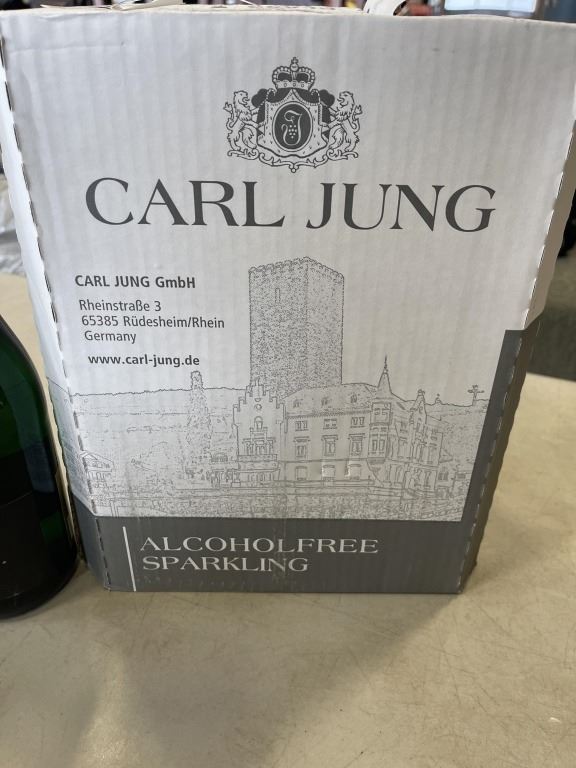 CARL JUNG
CARL JUNG GmbH
Rheinstraße 3
65385 Rüdesheim/Rhein
Germany
www.carl-jung.de
ALCOHOLFREE
SPARKLING